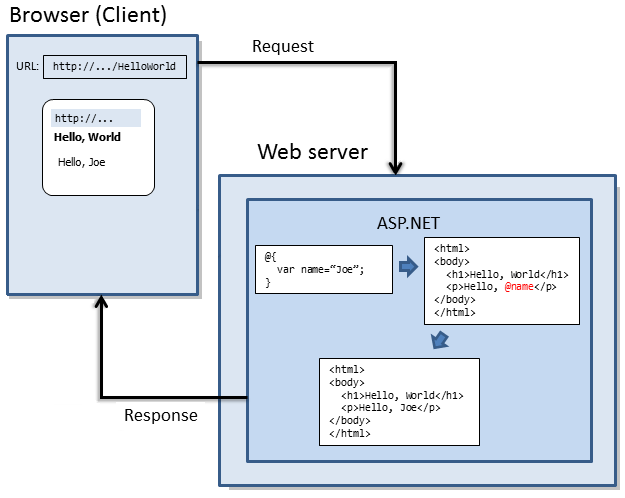 Browser (Client)
URL:
http://.../HelloWorld
http://...
Hello, World
Hello, Joe
Request
Web server
ASP.NET
@{
var name=“Joe”;
}
<html>
<body>
<h1>Hello, World</h1>
<p>Hello, @name</p>
</body>
</html>
<html>
<body>
<h1>Hello, World</h1>
<p>Hello, Joe</p>
</body>
</html>
Response